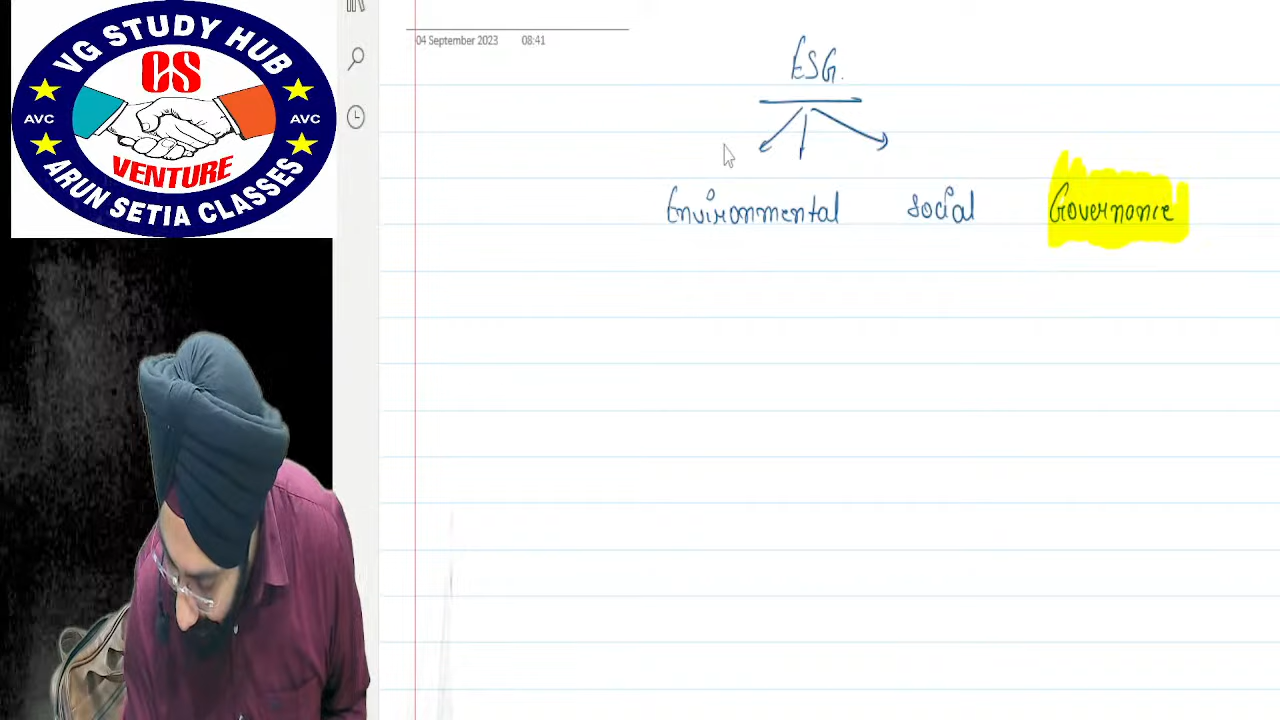 VG STUDY HUB
CS
AVC
AVC
VENTURE
ARUN SETIA CLASSES
04 September 2023 08:41
ESG.
Environmental Social Governance